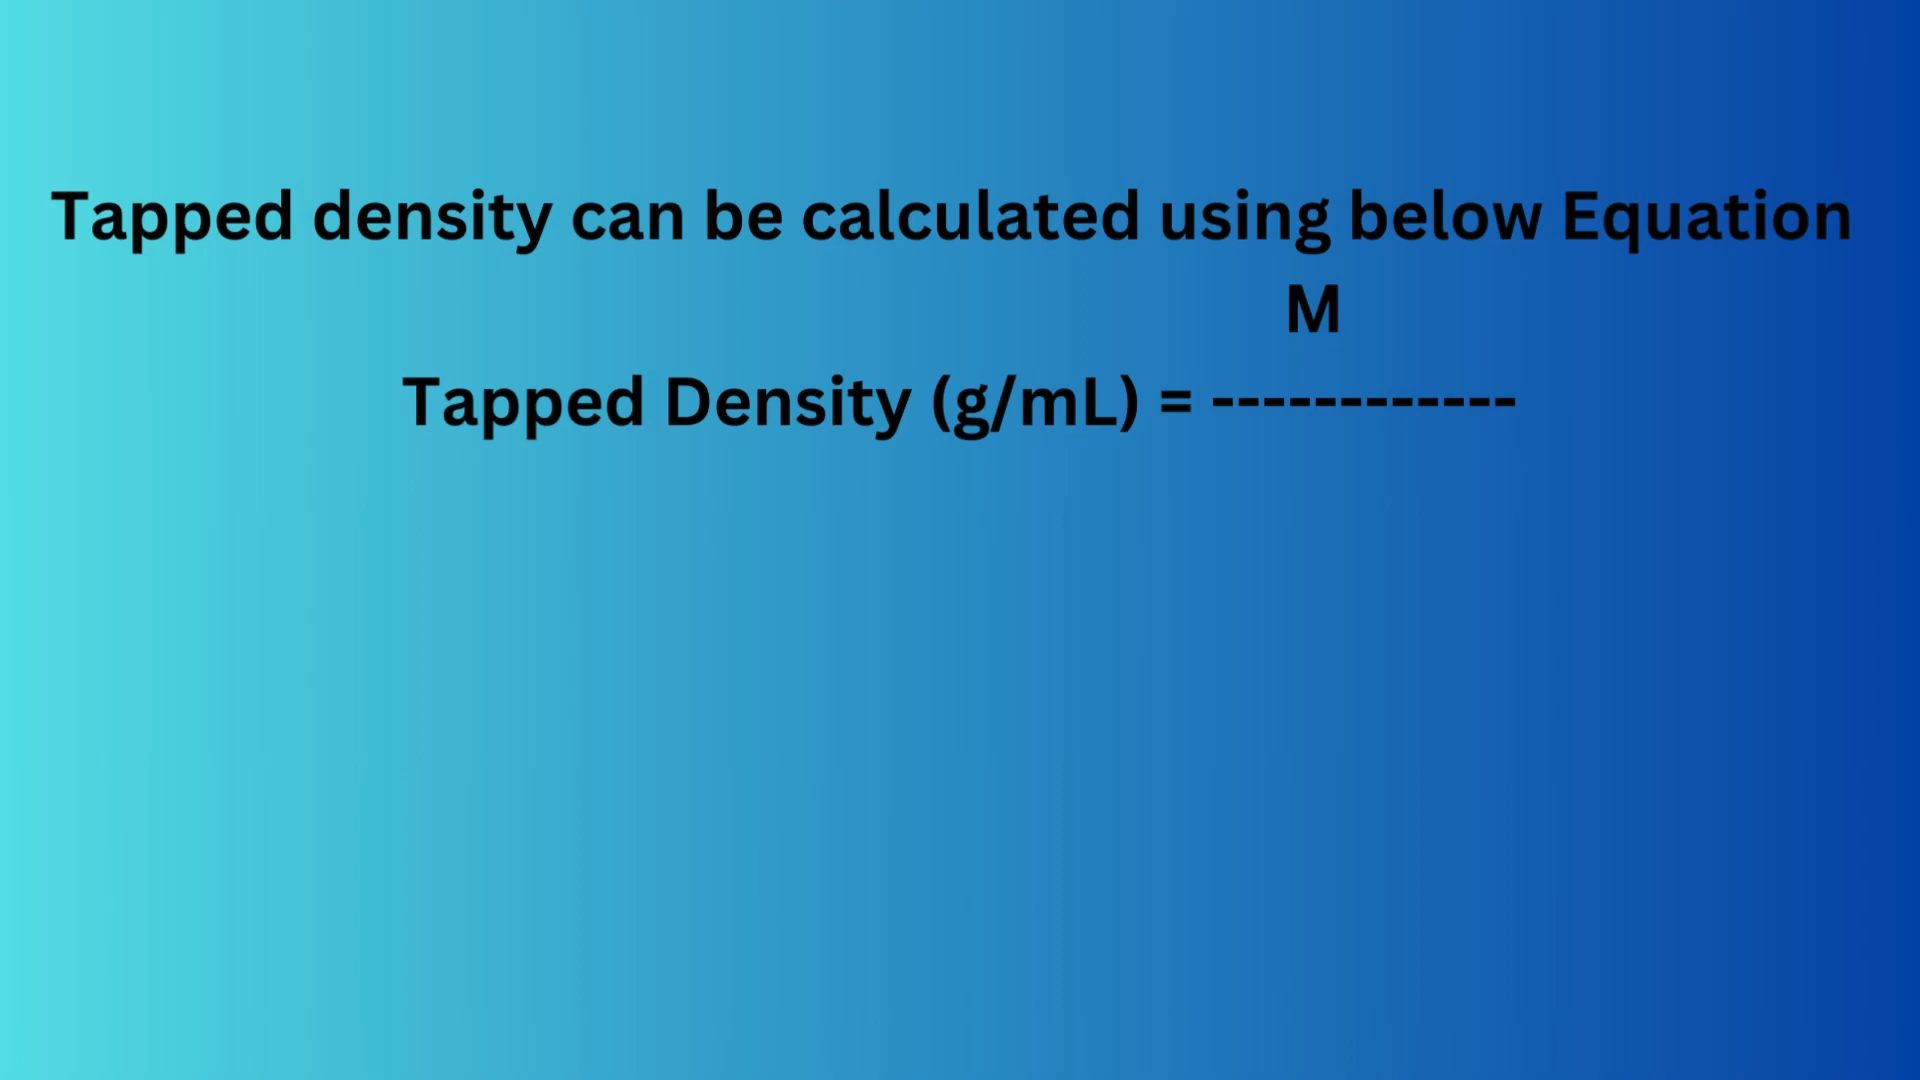 Tapped density can be calculated using below Equation
M
Tapped Density (g/mL) = ------------